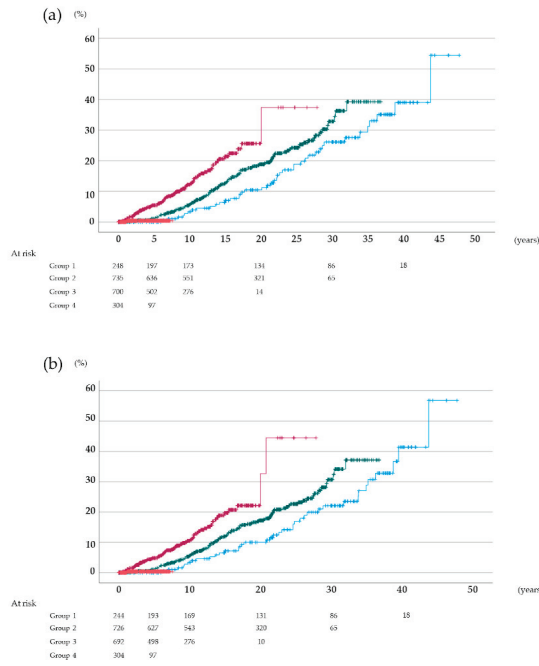 (a)
(%)
60
50
40
30
20
10
0
0 5 10 15 20 25 30 35 40 45 50 (years)
At risk
Group 1 248 197 173 134 86 18
Group 2 735 636 551 321 65
Group 3 700 502 276 14
Group 4 304 97
(b)
(%)
60
50
40
30
20
10
0
0 5 10 15 20 25 30 35 40 45 50 (years
At risk
Group 1 244 193 169 131 86 18
Group 2 726 627 543 320 65
Group 3 692 498 276 10
Group 4 304 97